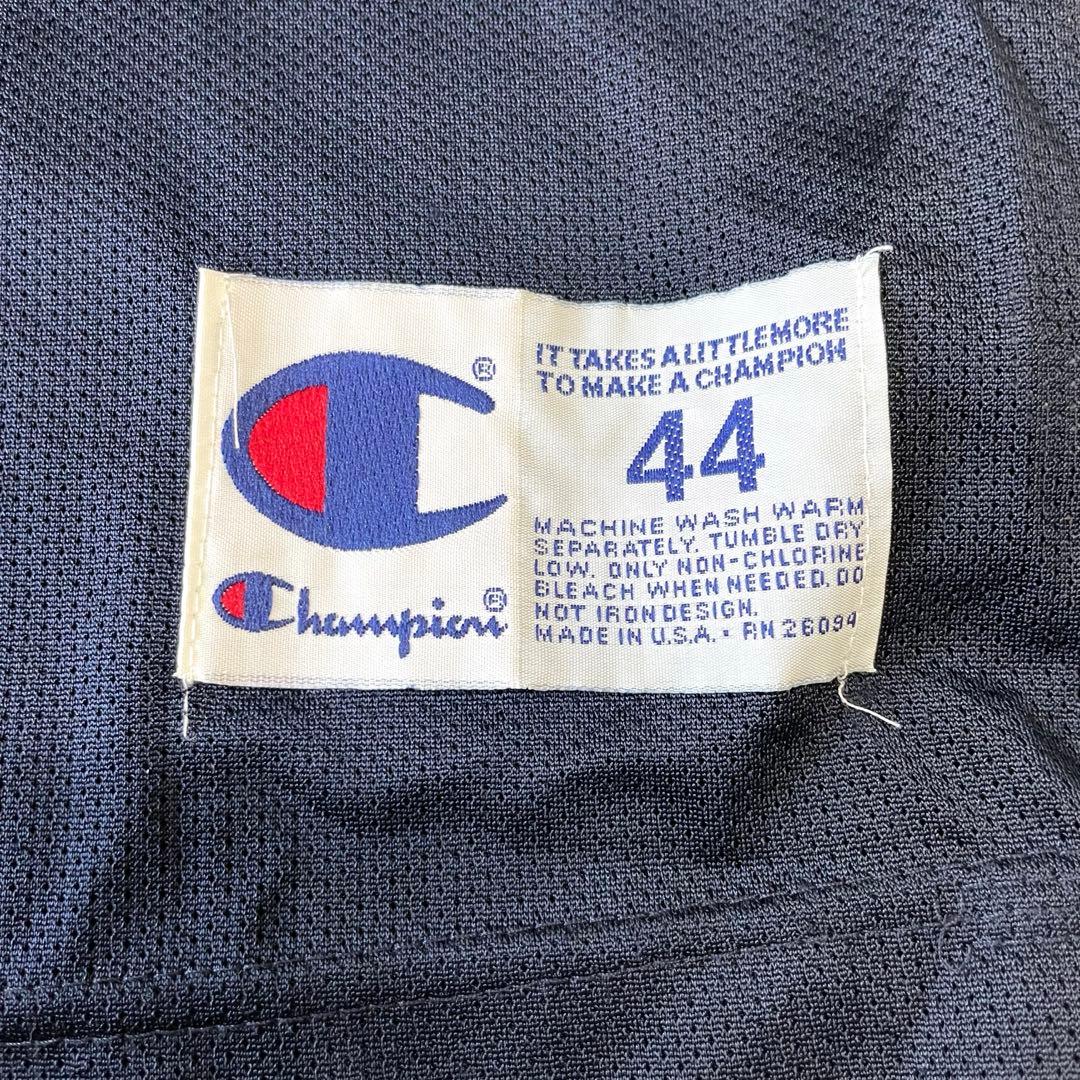 ®
Champion®
IT TAKES A LITTLE MORE
TO MAKE A CHAMPION
44
MACHINE WASH WARM
SEPARATELY. TUMBLE DRY
LOW. ONLY NON-CHLORINE
BLEACH WHEN NEEDED. DO
NOT IRON DESIGN.
MADE IN U.S.A. • RN 26094